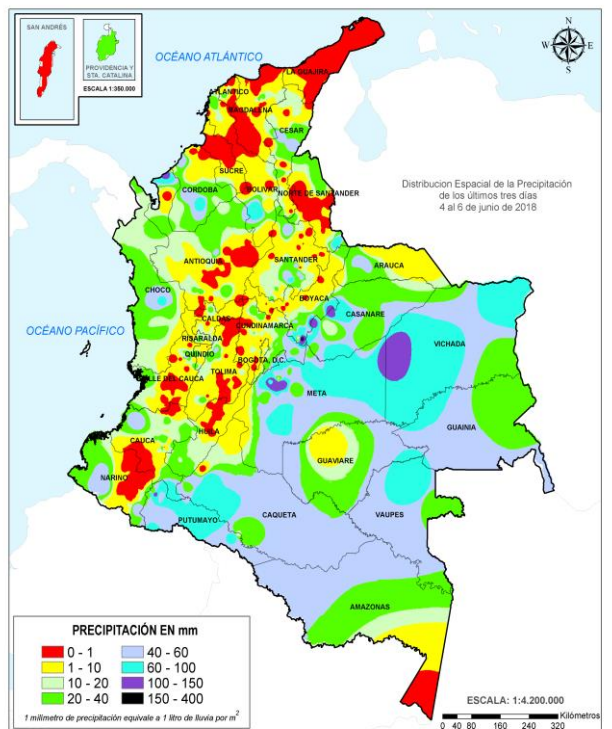 SAN ANDRÉS
PROVIDENCIA Y
STA. CATALINA
ESCALA 1:350.000
OCÉANO ATLÁNTICO
N
W E
S
LA GUAJIRA
ATLANTICO
MAGDALENA
CESAR
SUCRE
CORDOBA
BOLIVAR
NORTE DE SANTANDER
Distribucion Espacial de la Precipitación
de los últimos tres días
4 al 6 de junio de 2018
ANTIOQUIA
SANTANDER
ARAUCA
CHOCO
BOYACA
CASANARE
OCÉANO PACÍFICO
CALDAS
CUNDINAMARCA
VICHADA
RISARALDA
QUINDIO
BOGOTA, D.C.
TOLIMA
VALLE DEL CAUCA
META
GUAINIA
HUILA
CAUCA
GUAVIARE
NARIÑO
CAQUETA
VAUPES
PUTUMAYO
AMAZONAS
PRECIPITACIÓN EN mm
0 - 1 40 - 60
1 - 10 60 - 100
10 - 20 100 - 150
20 - 40 150 - 400
1 milimetro de precipitación equivale a 1 litro de lluvia por m²
ESCALA: 1:4.200.000
Kilómetros
0 40 80 160 240 320